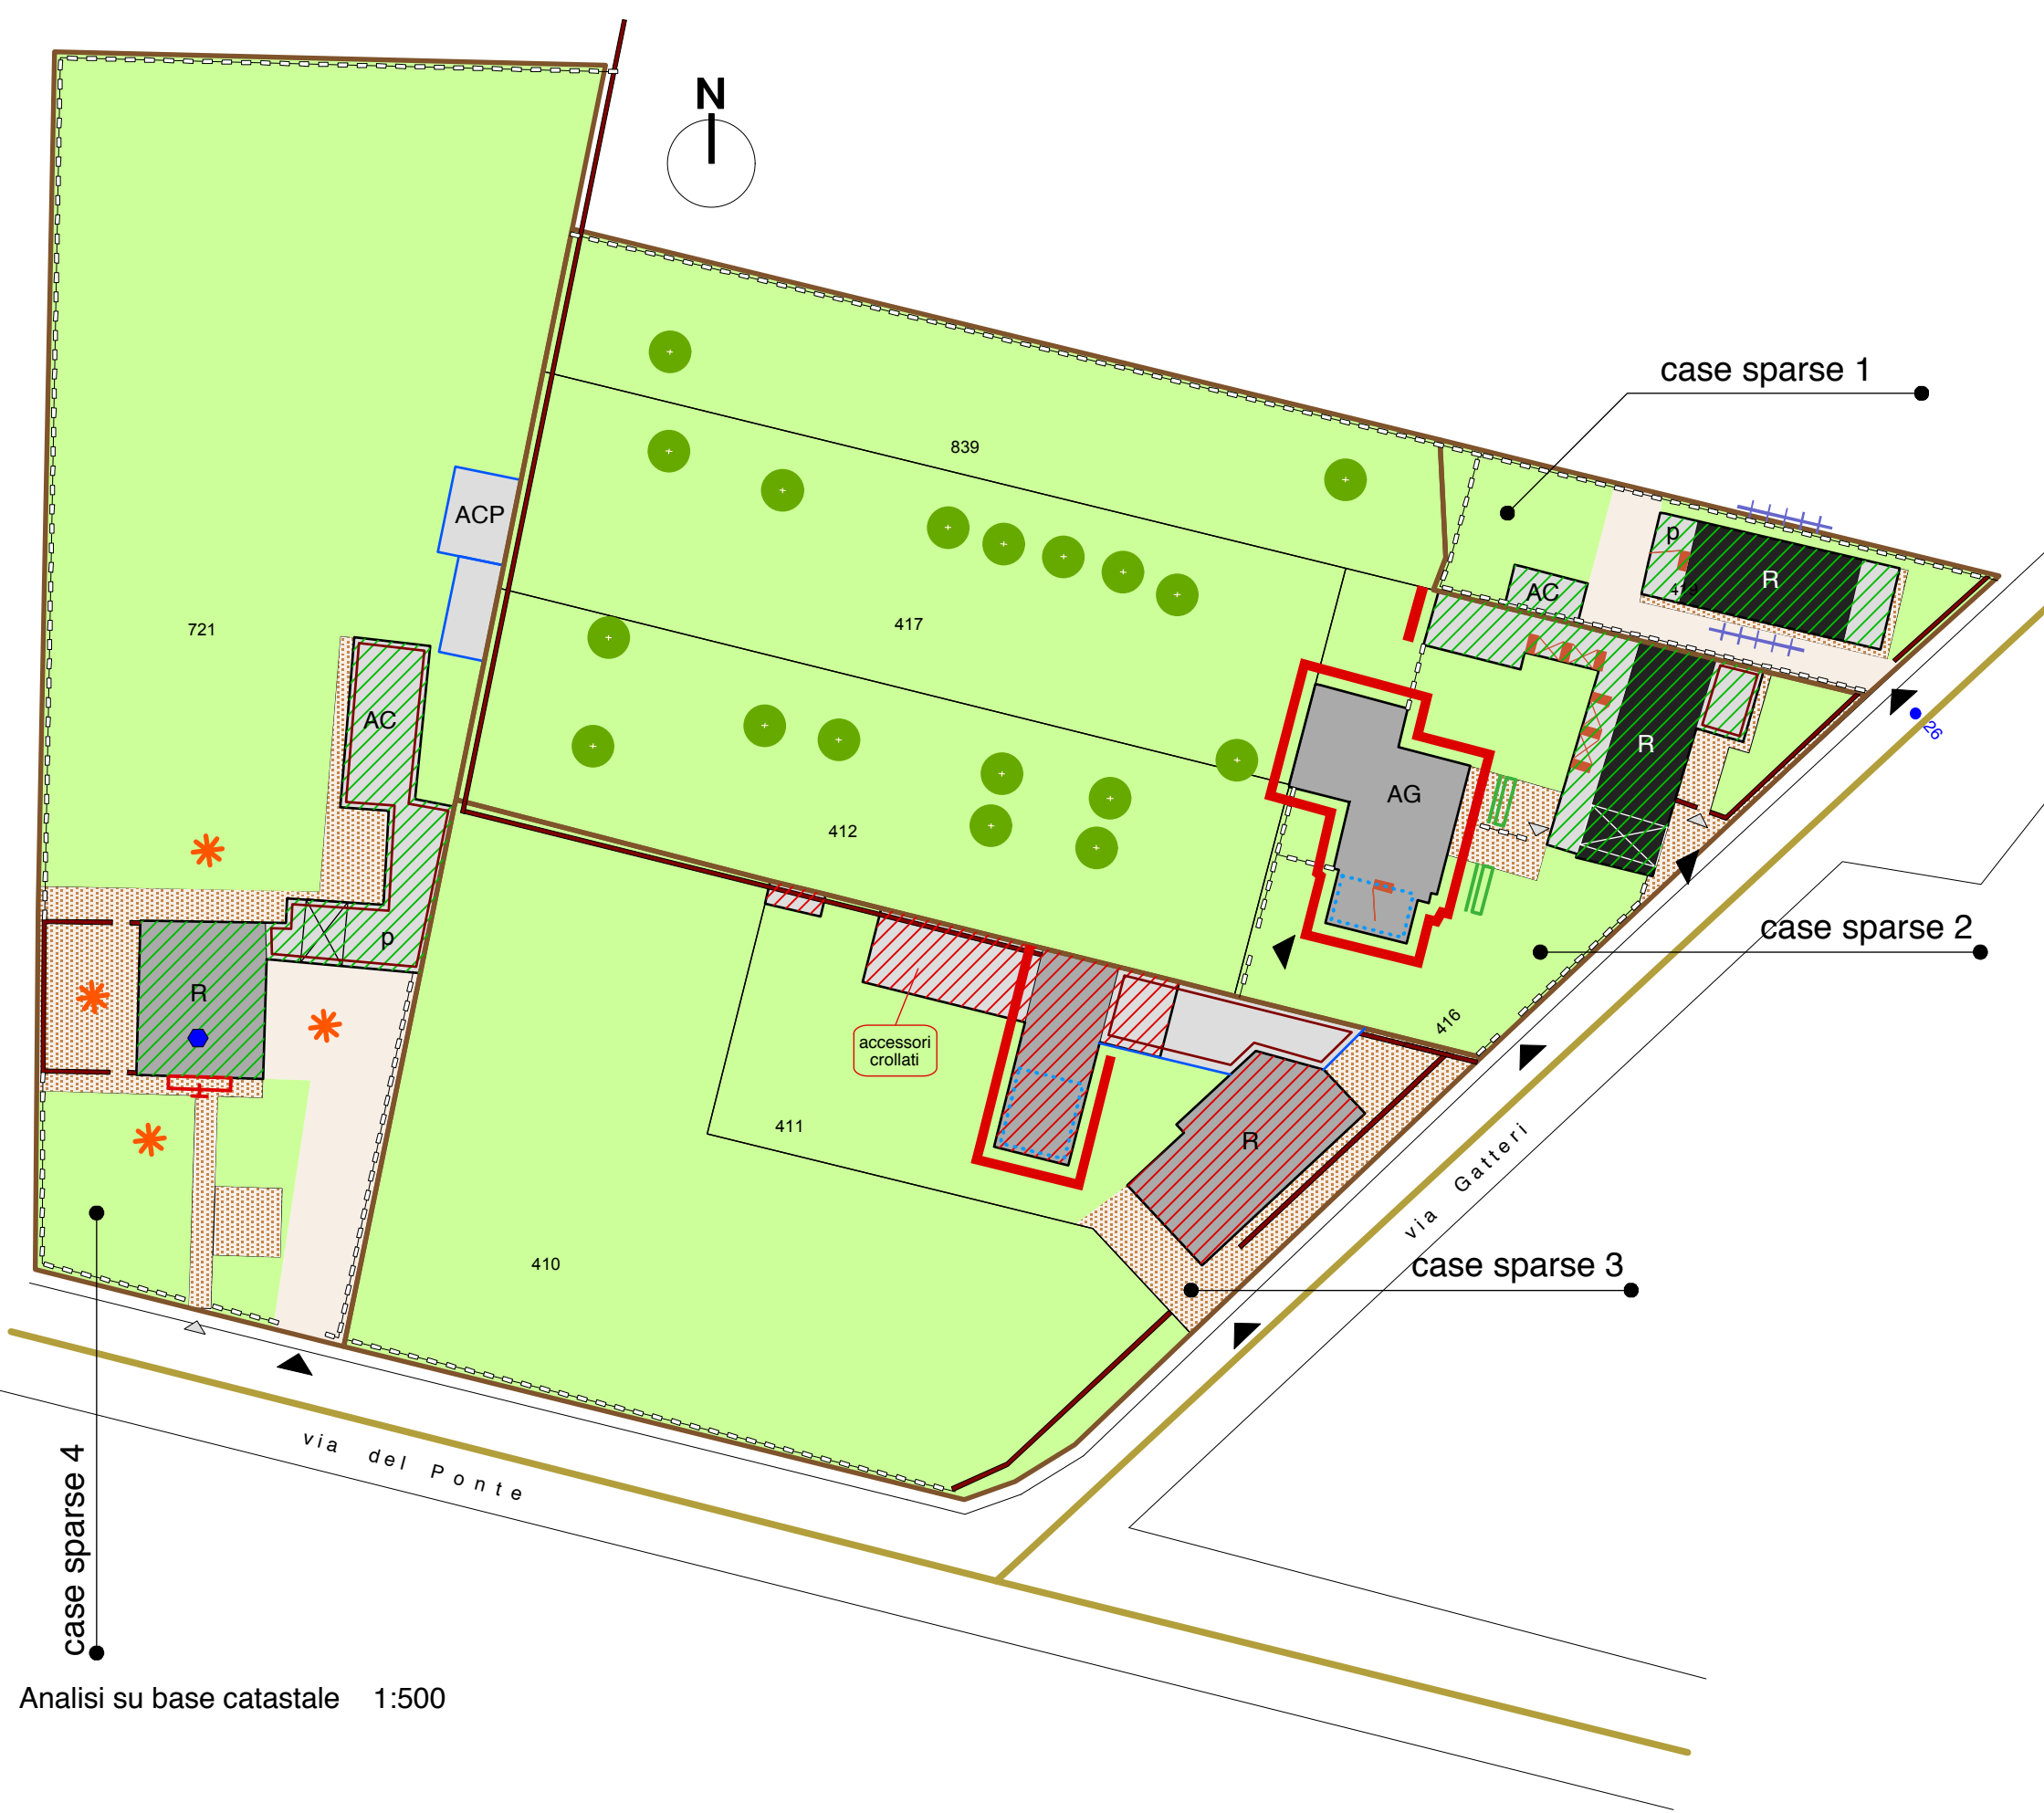 N
case sparse 1
839
ACP
p
R
AC
417
721
AC
R
26
AG
412
case sparse 2
p
R
416
accessori
crollati
411
R
via Gatteri
410
case sparse 3
via del Ponte
case sparse 4
Analisi su base catastale 1:500